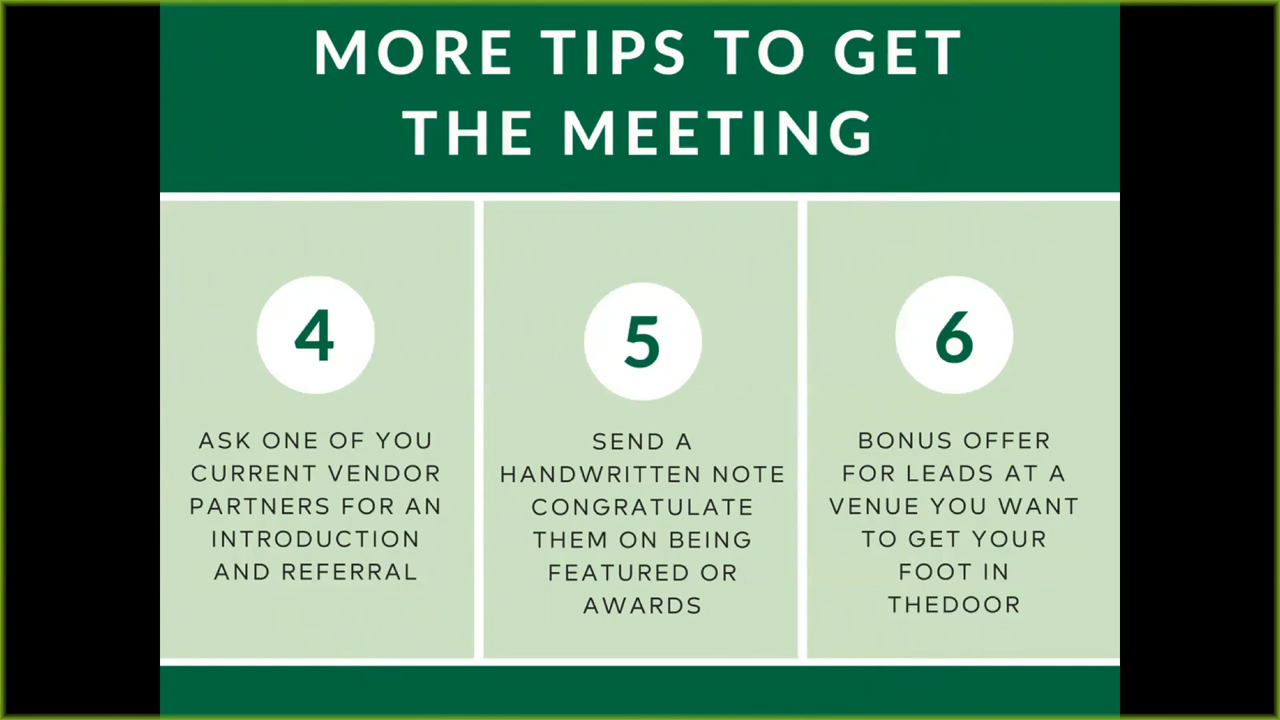 MORE TIPS TO GET
THE MEETING
4
ASK ONE OF YOU
CURRENT VENDOR
PARTNERS FOR AN
INTRODUCTION
AND REFERRAL
5
SEND A
HANDWRITTEN NOTE
CONGRATULATE
THEM ON BEING
FEATURED OR
AWARDS
6
BONUS OFFER
FOR LEADS AT A
VENUE YOU WANT
TO GET YOUR
FOOT IN
THEDOOR